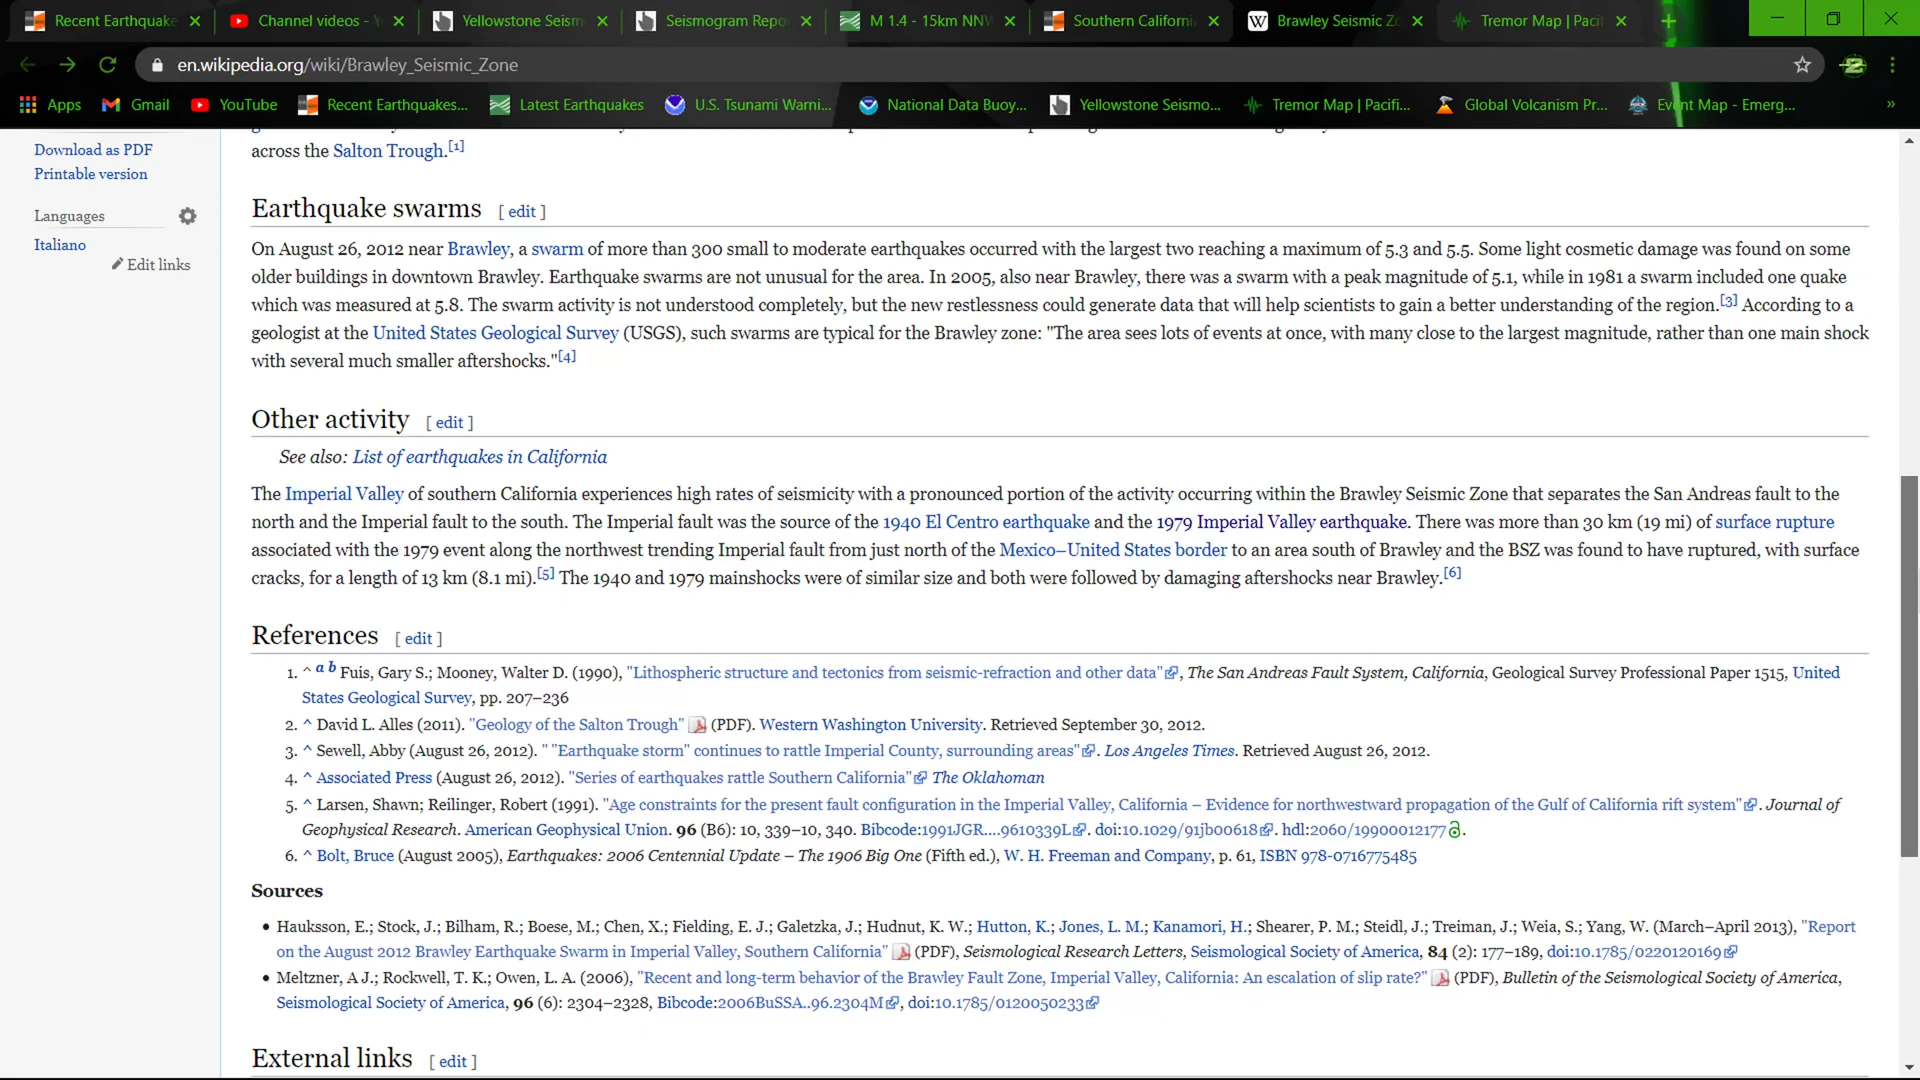 Recent Earthquake
Channel videos - Y
Yellowstone Seism
Seismogram Repo
M 1.4 - 15km NNW
Southern Californi
Brawley Seismic Zo
Tremor Map | Paci
en.wikipedia.org/wiki/Brawley_Seismic_Zone
Apps
Gmail
YouTube
Recent Earthquakes...
Latest Earthquakes
U.S. Tsunami Warni...
National Data Buoy...
Yellowstone Seismo...
Tremor Map | Pacifi...
Global Volcanism Pr...
Event Map - Emerg...
»
Download as PDF
Printable version
Languages
Italiano
Edit links
across the Salton Trough.[1]
Earthquake swarms [ edit ]
On August 26, 2012 near Brawley, a swarm of more than 300 small to moderate earthquakes occurred with the largest two reaching a maximum of 5.3 and 5.5. Some light cosmetic damage was found on some
older buildings in downtown Brawley. Earthquake swarms are not unusual for the area. In 2005, also near Brawley, there was a swarm with a peak magnitude of 5.1, while in 1981 a swarm included one quake
which was measured at 5.8. The swarm activity is not understood completely, but the new restlessness could generate data that will help scientists to gain a better understanding of the region.[3] According to a
geologist at the United States Geological Survey (USGS), such swarms are typical for the Brawley zone: "The area sees lots of events at once, with many close to the largest magnitude, rather than one main shock
with several much smaller aftershocks."[4]
Other activity [ edit ]
See also: List of earthquakes in California
The Imperial Valley of southern California experiences high rates of seismicity with a pronounced portion of the activity occurring within the Brawley Seismic Zone that separates the San Andreas fault to the
north and the Imperial fault to the south. The Imperial fault was the source of the 1940 El Centro earthquake and the 1979 Imperial Valley earthquake. There was more than 30 km (19 mi) of surface rupture
associated with the 1979 event along the northwest trending Imperial fault from just north of the Mexico–United States border to an area south of Brawley and the BSZ was found to have ruptured, with surface
cracks, for a length of 13 km (8.1 mi).[5] The 1940 and 1979 mainshocks were of similar size and both were followed by damaging aftershocks near Brawley.[6]
References [ edit ]
1. ^ a b Fuis, Gary S.; Mooney, Walter D. (1990), "Lithospheric structure and tectonics from seismic-refraction and other data", The San Andreas Fault System, California, Geological Survey Professional Paper 1515, United
States Geological Survey, pp. 207–236
2. ^ David L. Alles (2011). "Geology of the Salton Trough" (PDF). Western Washington University. Retrieved September 30, 2012.
3. ^ Sewell, Abby (August 26, 2012). " "Earthquake storm" continues to rattle Imperial County, surrounding areas". Los Angeles Times. Retrieved August 26, 2012.
4. ^ Associated Press (August 26, 2012). "Series of earthquakes rattle Southern California" The Oklahoman
5. ^ Larsen, Shawn; Reilinger, Robert (1991). "Age constraints for the present fault configuration in the Imperial Valley, California – Evidence for northwestward propagation of the Gulf of California rift system". Journal of
Geophysical Research. American Geophysical Union. 96 (B6): 10, 339–10, 340. Bibcode:1991JGR....9610339L. doi:10.1029/91jb00618. hdl:2060/19900012177.
6. ^ Bolt, Bruce (August 2005), Earthquakes: 2006 Centennial Update – The 1906 Big One (Fifth ed.), W. H. Freeman and Company, p. 61, ISBN 978-0716775485
Sources
• Hauksson, E.; Stock, J.; Bilham, R.; Boese, M.; Chen, X.; Fielding, E. J.; Galetzka, J.; Hudnut, K. W.; Hutton, K.; Jones, L. M.; Kanamori, H.; Shearer, P. M.; Steidl, J.; Treiman, J.; Weia, S.; Yang, W. (March–April 2013), "Report
on the August 2012 Brawley Earthquake Swarm in Imperial Valley, Southern California" (PDF), Seismological Research Letters, Seismological Society of America, 84 (2): 177–189, doi:10.1785/0220120169
• Meltzner, A J.; Rockwell, T. K.; Owen, L. A. (2006), "Recent and long-term behavior of the Brawley Fault Zone, Imperial Valley, California: An escalation of slip rate?" (PDF), Bulletin of the Seismological Society of America,
Seismological Society of America, 96 (6): 2304–2328, Bibcode:2006BuSSA..96.2304M, doi:10.1785/0120050233
External links [ edit ]